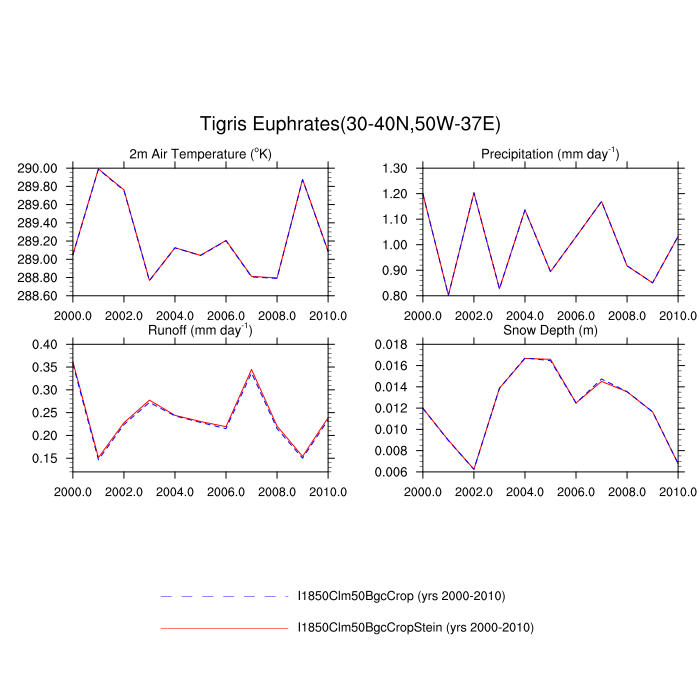 Tigris Euphrates(30-40N,50W-37E)
2m Air Temperature (°K)
290.00
289.80
289.60
289.40
289.20
289.00
288.80
288.60
2000.0 2002.0 2004.0 2006.0 2008.0 2010.0
Precipitation (mm day⁻¹)
1.30
1.20
1.10
1.00
0.90
0.80
2000.0 2002.0 2004.0 2006.0 2008.0 2010.0
Runoff (mm day⁻¹)
0.40
0.35
0.30
0.25
0.20
0.15
2000.0 2002.0 2004.0 2006.0 2008.0 2010.0
Snow Depth (m)
0.018
0.016
0.014
0.012
0.010
0.008
0.006
2000.0 2002.0 2004.0 2006.0 2008.0 2010.0
I1850Clm50BgcCrop (yrs 2000-2010)
I1850Clm50BgcCropStein (yrs 2000-2010)